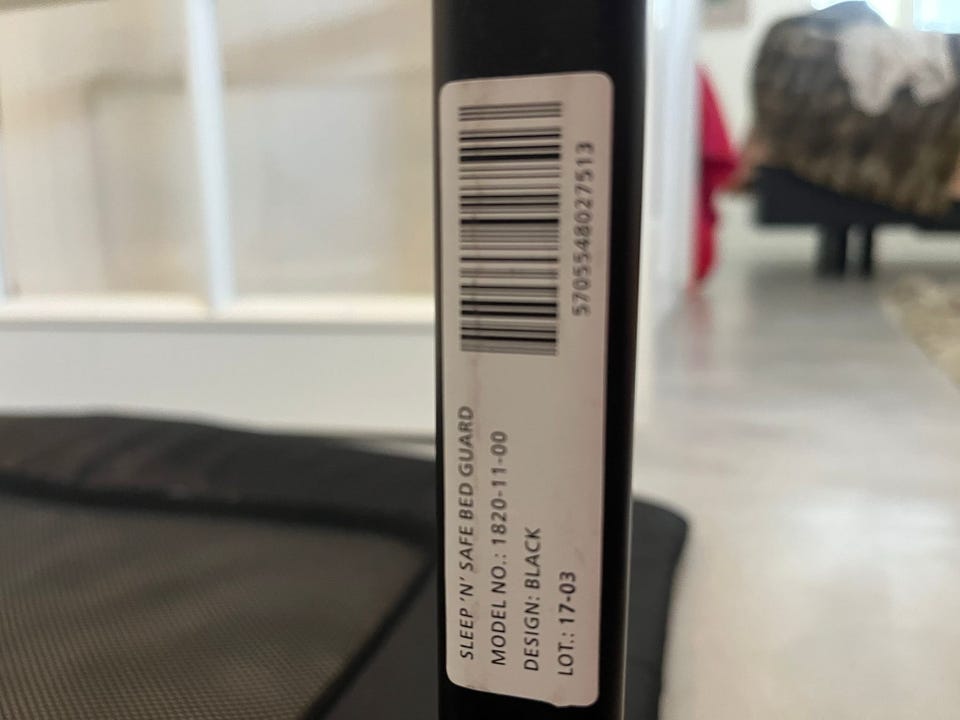 5705548027513
SLEEP 'N' SAFE BED GUARD
MODEL NO.: 1820-11-00
DESIGN: BLACK
LOT.: 17-03